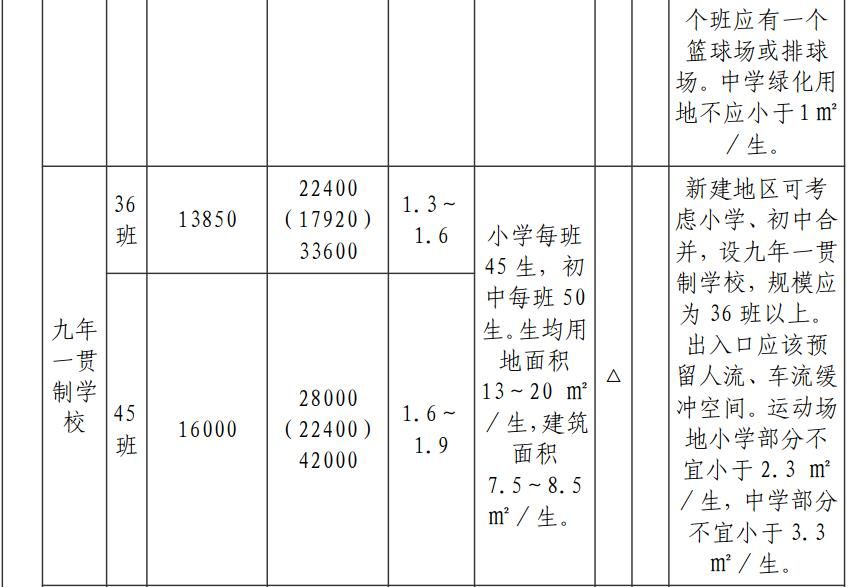 个班应有一个
篮球场或排球
场。中学绿化用
地不应小于1㎡
/生。
九年
一贯
制学
校
36
班
13850
22400
(17920)
33600
1.3~
1.6
45
班
16000
28000
(22400)
42000
1.6~
1.9
小学每班
45生，初
中每班50
生。生均用
地面积
13~20 ㎡
/生，建筑
面积
7.5~8.5
㎡/生。
△
新建地区可考
虑小学、初中合
并，设九年一贯
制学校，规模应
为36班以上。
出入口应该预
留人流、车流缓
冲空间。运动场
地小学部分不
宜小于2.3 ㎡
/生，中学部分
不宜小于3.3
㎡/生。